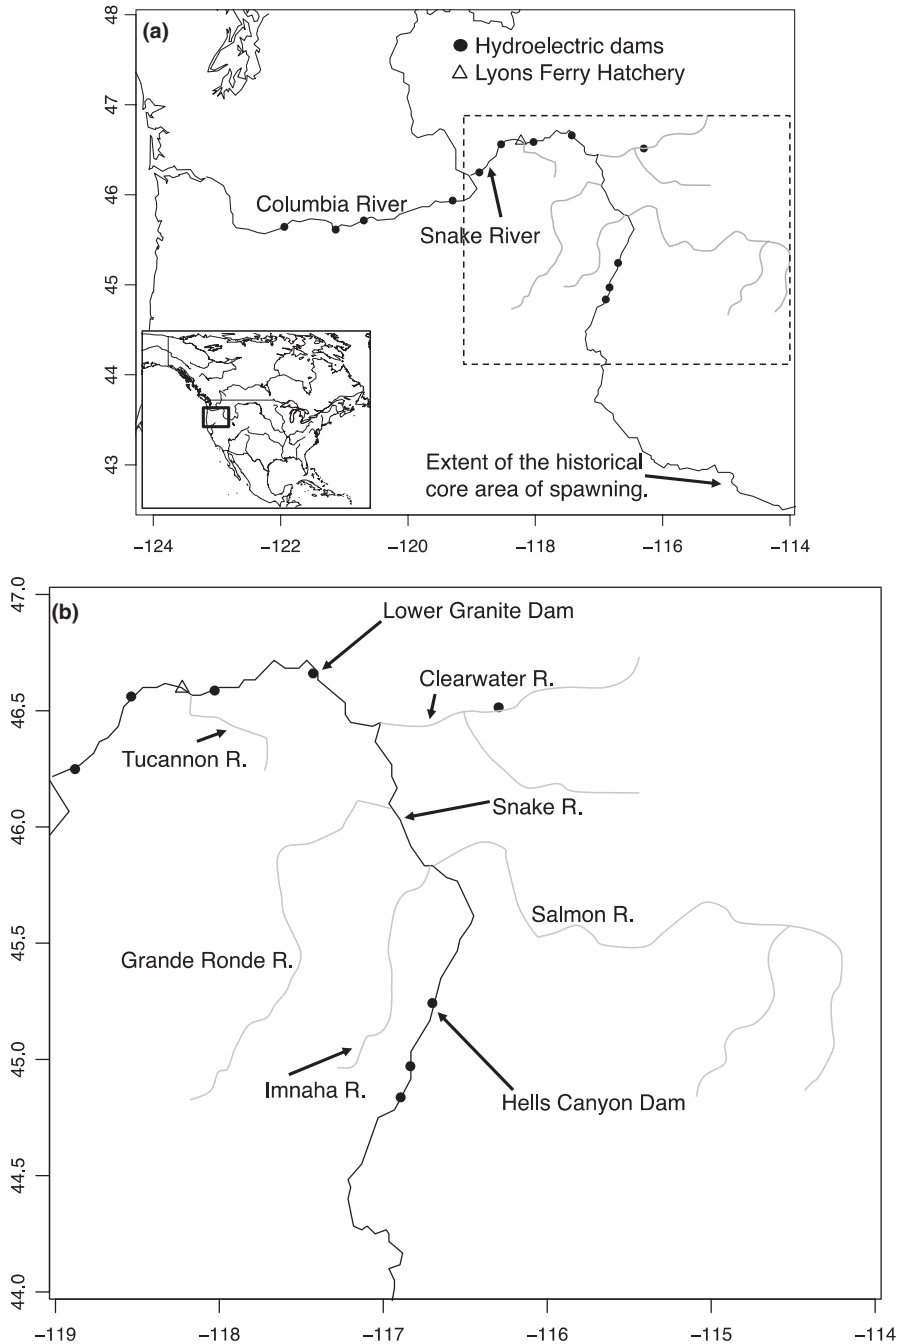 (a)
Hydroelectric dams
Lyons Ferry Hatchery
Columbia River
Snake River
Extent of the historical
core area of spawning.
48
47
46
45
44
43
−124
−122
−120
−118
−116
−114
(b)
Lower Granite Dam
Clearwater R.
Tucannon R.
Snake R.
Salmon R.
Grande Ronde R.
Imnaha R.
Hells Canyon Dam
47.0
46.5
46.0
45.5
45.0
44.5
44.0
−119
−118
−117
−116
−115
−114